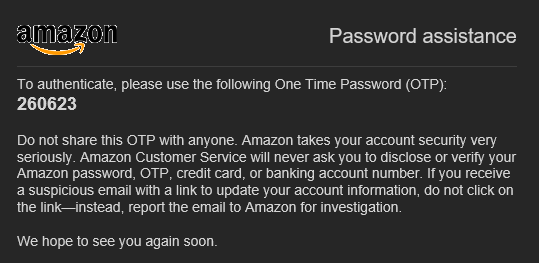 amazon
Password assistance
To authenticate, please use the following One Time Password (OTP):
260623
Do not share this OTP with anyone. Amazon takes your account security very
seriously. Amazon Customer Service will never ask you to disclose or verify your
Amazon password, OTP, credit card, or banking account number. If you receive
a suspicious email with a link to update your account information, do not click on
the link—instead, report the email to Amazon for investigation.
We hope to see you again soon.